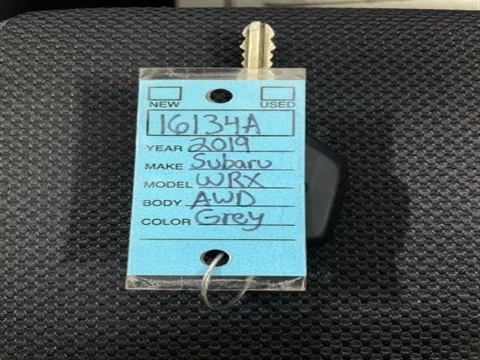 NEW USED
16134A
YEAR 2019
MAKE Subaru
MODEL WRX
BODY AWD
COLOR Grey